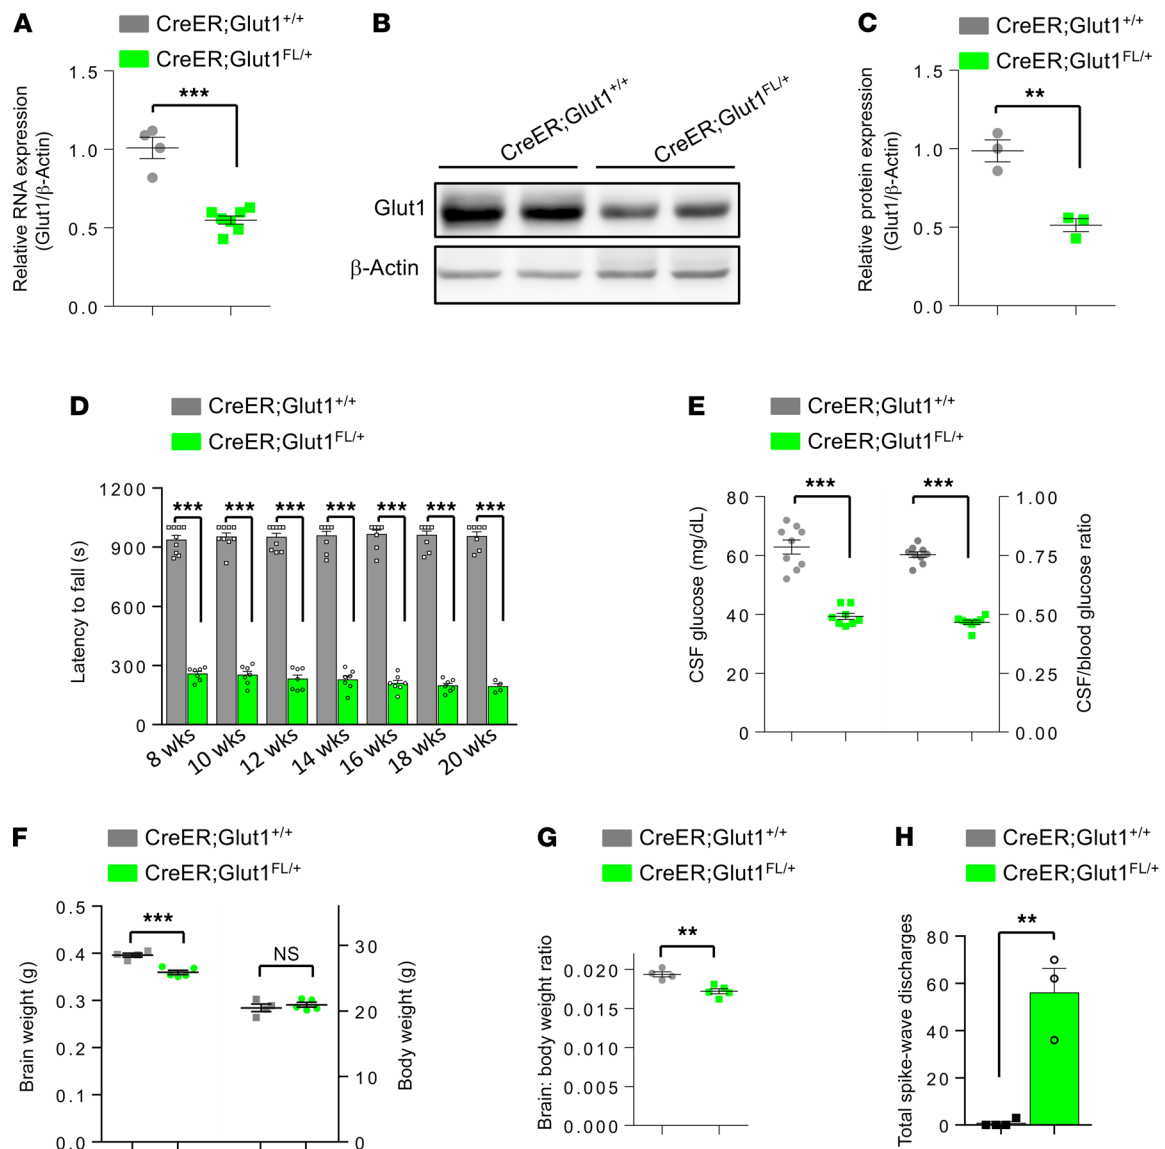 A
CreER;Glut1+/+
CreER;Glut1FL/+
Relative RNA expression
(Glut1/β-Actin)
1.5
1.0
0.5
0.0
***
B
CreER;Glut1+/+
CreER;Glut1FL/+
Glut1
β-Actin
C
CreER;Glut1+/+
CreER;Glut1FL/+
Relative protein expression
(Glut1/β-Actin)
1.5
1.0
0.5
0.0
**
D
CreER;Glut1+/+
CreER;Glut1FL/+
Latency to fall (s)
1200
900
600
300
0
*** *** *** *** *** *** ***
8 wks 10 wks 12 wks 14 wks 16 wks 18 wks 20 wks
E
CreER;Glut1+/+
CreER;Glut1FL/+
CSF glucose (mg/dL)
80
60
40
20
0
*** ***
1.00
0.75
0.50
0.25
0.00
CSF/blood glucose ratio
F
CreER;Glut1+/+
CreER;Glut1FL/+
Brain weight (g)
0.5
0.4
0.3
0.2
0.1
0.0
*** NS
30
20
10
0
Body weight (g)
G
CreER;Glut1+/+
CreER;Glut1FL/+
Brain: body weight ratio
0.020
0.015
0.010
0.005
0.000
**
H
CreER;Glut1+/+
CreER;Glut1FL/+
Total spike-wave discharges
80
60
40
20
0
**